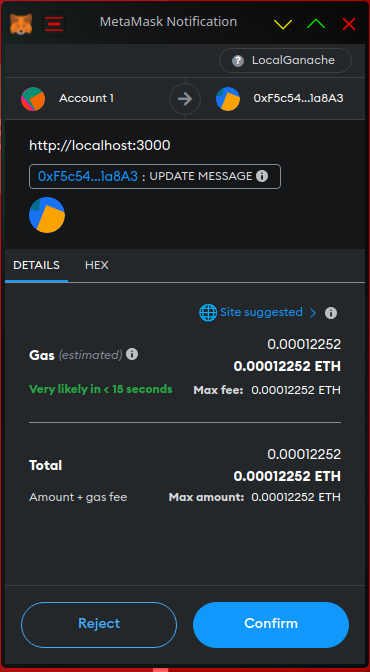 MetaMask Notification
LocalGanache
Account 1
0xF5c54...1a8A3
http://localhost:3000
0xF5c54...1a8A3 : UPDATE MESSAGE
DETAILS
HEX
Site suggested >
0.00012252
Gas (estimated) 0.00012252 ETH
Very likely in < 15 seconds Max fee: 0.00012252 ETH
0.00012252
Total 0.00012252 ETH
Amount + gas fee Max amount: 0.00012252 ETH
Reject
Confirm